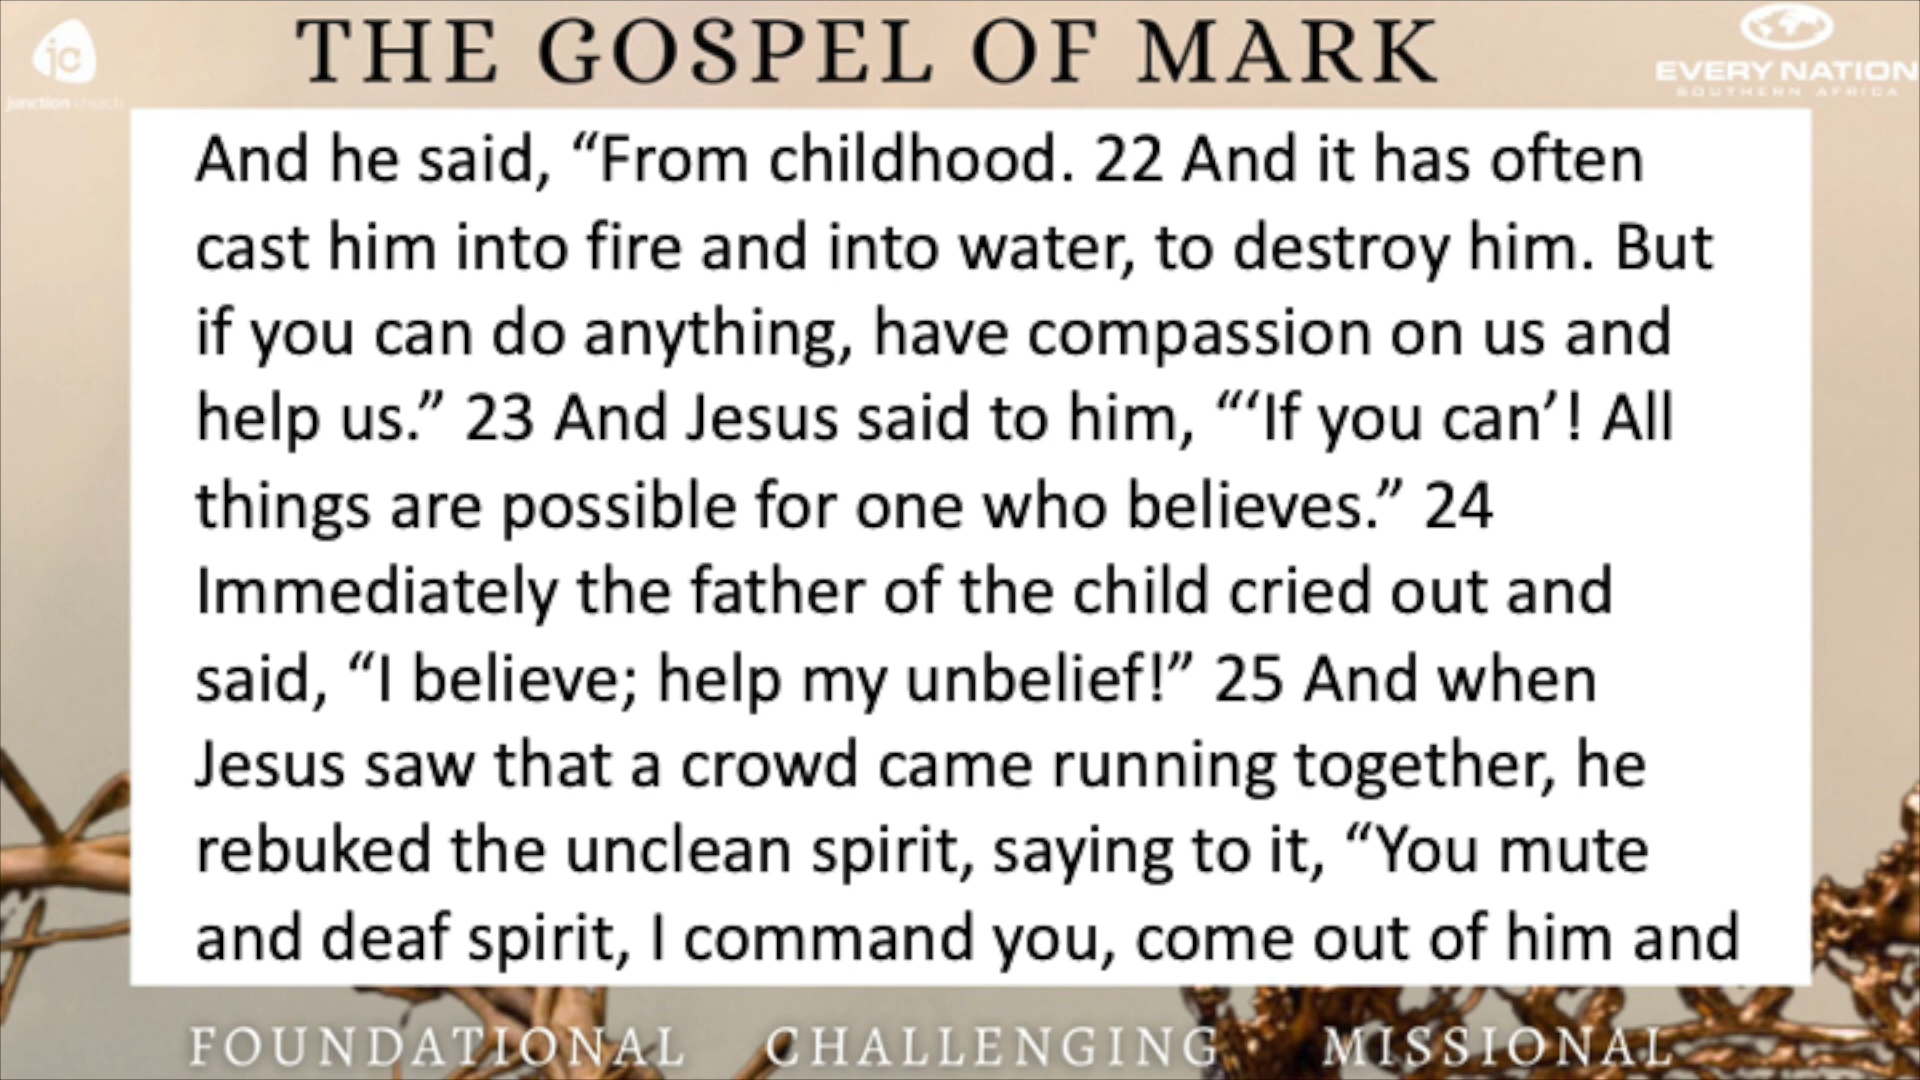 jc
junction church
THE GOSPEL OF MARK
EVERY NATION
SOUTHERN AFRICA
And he said, “From childhood. 22 And it has often
cast him into fire and into water, to destroy him. But
if you can do anything, have compassion on us and
help us.” 23 And Jesus said to him, “‘If you can’! All
things are possible for one who believes.” 24
Immediately the father of the child cried out and
said, “I believe; help my unbelief!” 25 And when
Jesus saw that a crowd came running together, he
rebuked the unclean spirit, saying to it, “You mute
and deaf spirit, I command you, come out of him and
FOUNDATIONAL CHALLENGING MISSIONAL